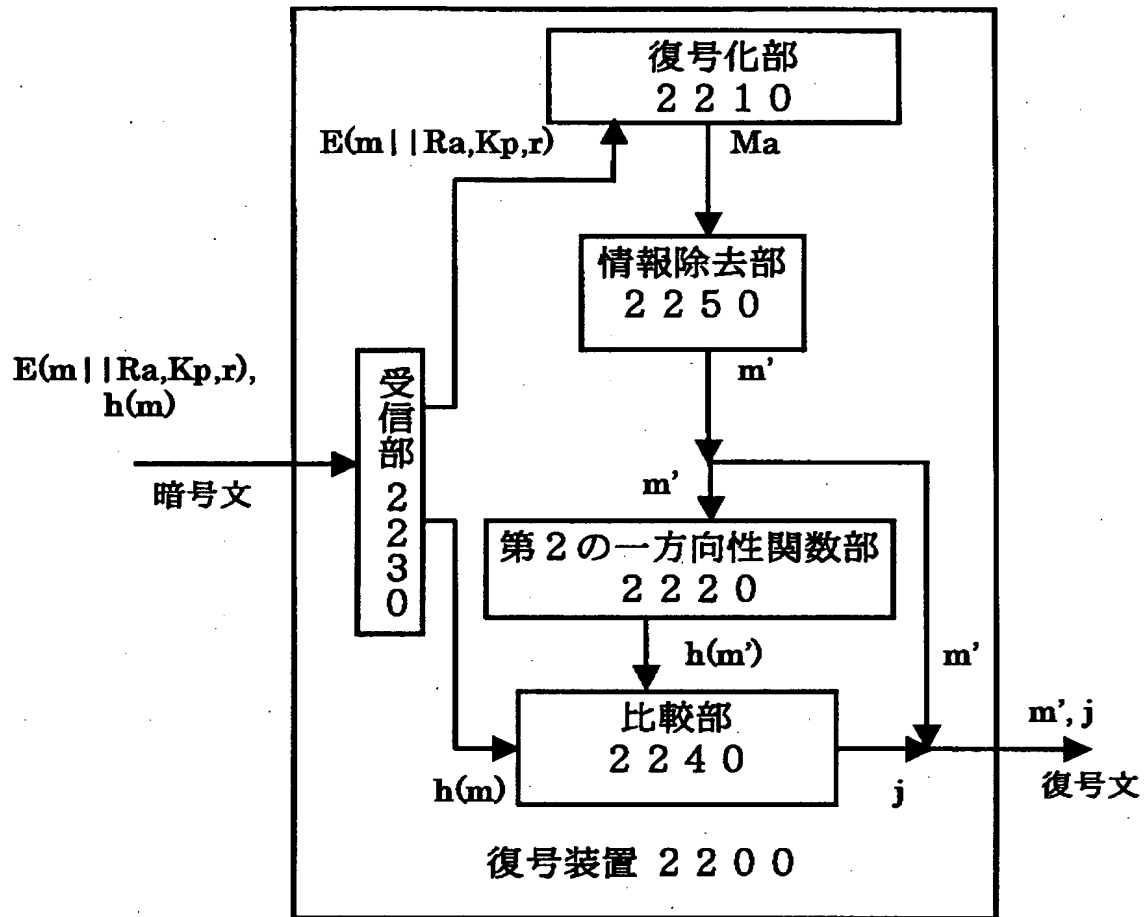 復号化部
２２１０
E(m||Ra,Kp,r)
Ma
情報除去部
２２５０
E(m||Ra,Kp,r),
h(m)
暗号文
受信部 ２２３０
m’
m’
第２の一方向性関数部
２２２０
h(m’)
m’
比較部
２２４０
h(m)
j
m’, j
復号文
復号装置 ２２００